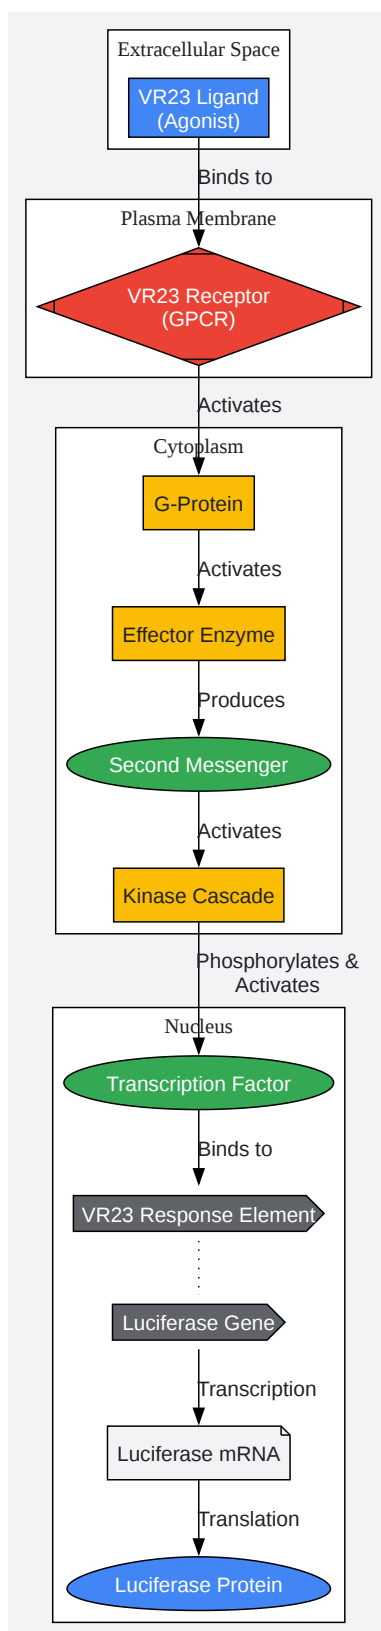 Extracellular Space
VR23 Ligand
(Agonist)
Binds to
Plasma Membrane
VR23 Receptor
(GPCR)
Activates
Cytoplasm
G-Protein
Activates
Effector Enzyme
Produces
Second Messenger
Activates
Kinase Cascade
Phosphorylates &
Activates
Nucleus
Transcription Factor
Binds to
VR23 Response Element
Luciferase Gene
Transcription
Luciferase mRNA
Translation
Luciferase Protein